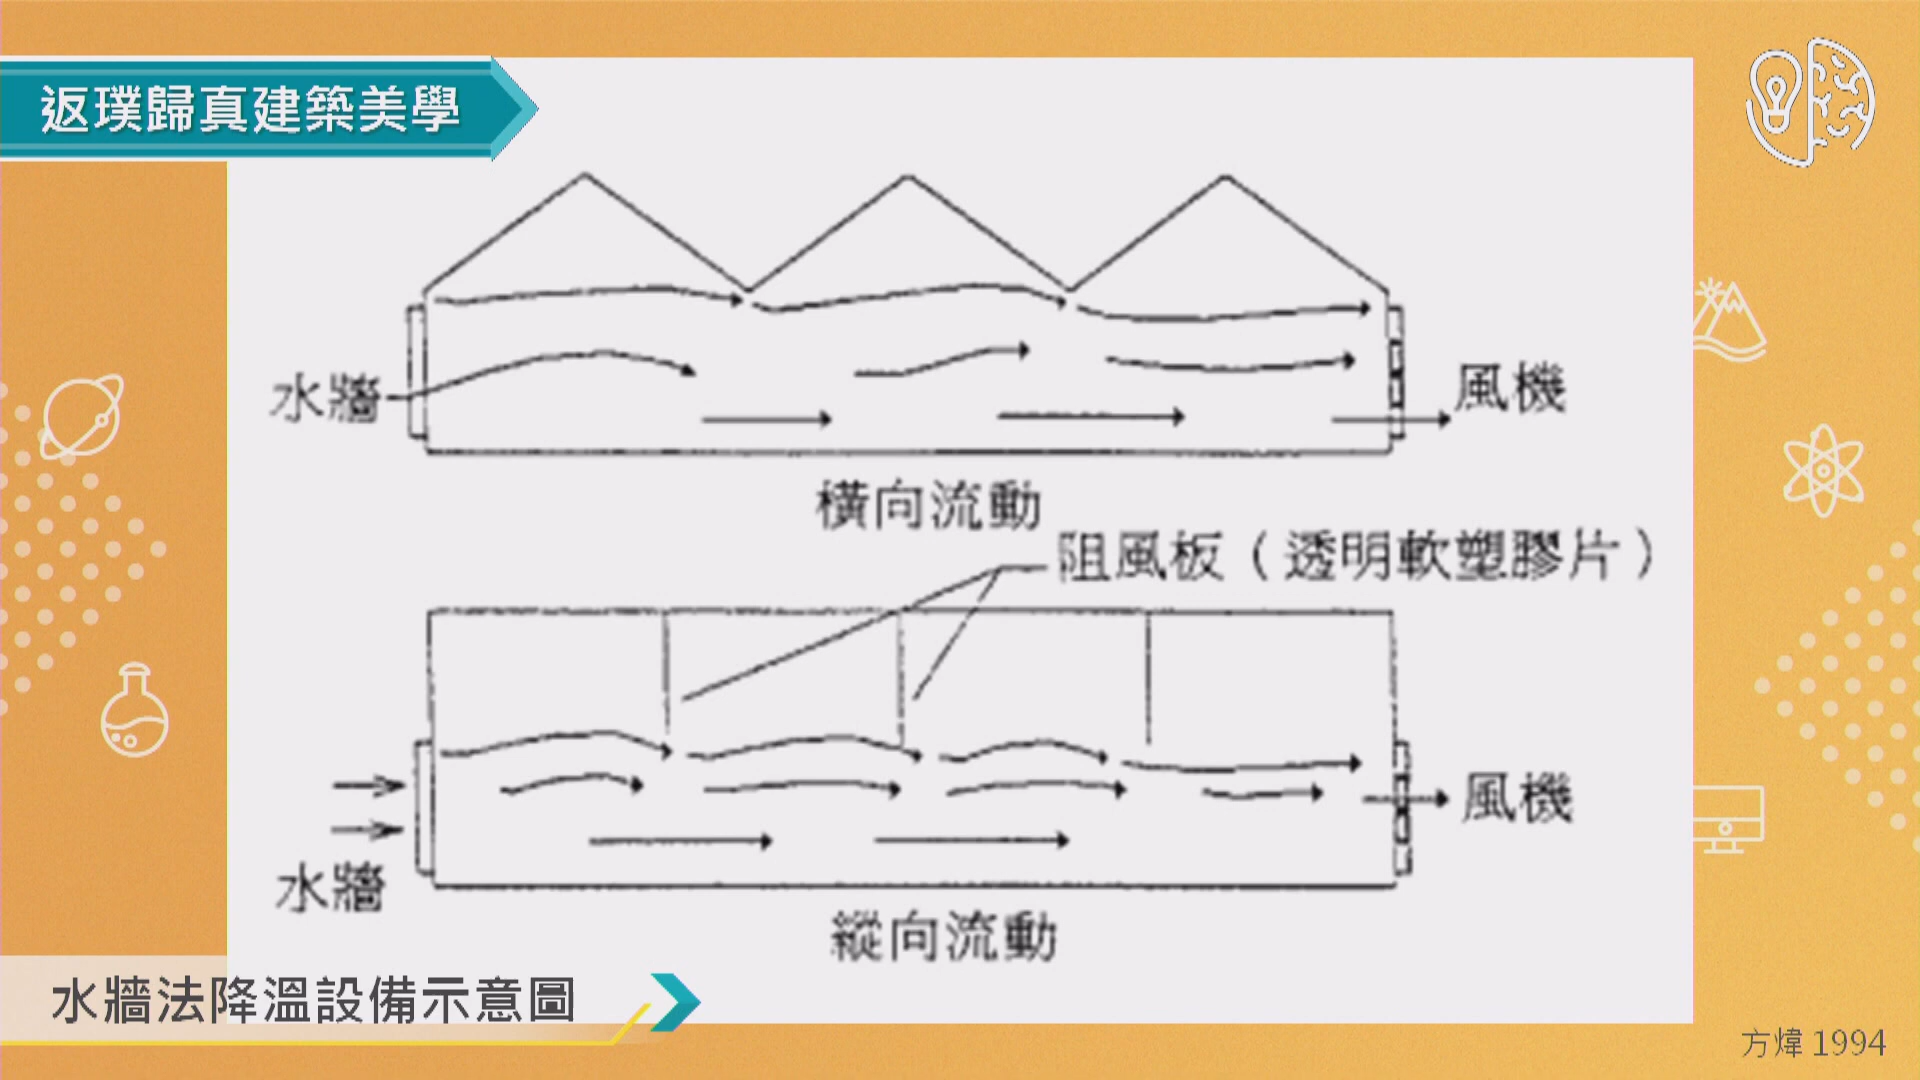 返璞歸真建築美學
水牆
風機
橫向流動
阻風板（透明軟塑膠片）
水牆
風機
縱向流動
水牆法降溫設備示意圖
方煒 1994